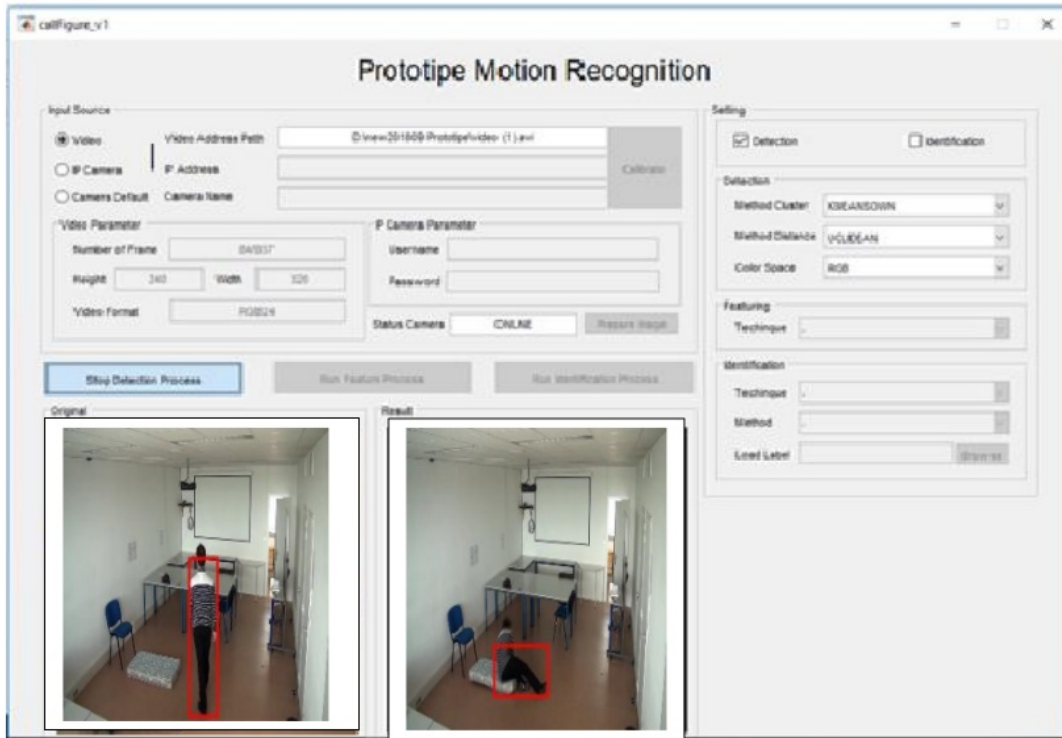 callFigure_v1
Prototipe Motion Recognition
Input Source
Video
Video Address Path
IP Camera
IP Address
Calibrate
Camera Default
Camera Name
Video Parameter
Number of Frame
Height 240 Width 320
Video Format RGB24
IP Camera Parameter
Username
Password
Status Camera ONLINE
Stop Detection Process
Run Feature Process
Run Identification Process
Original
Result
Setting
Detection
Identification
Detection
Method Cluster KMEANSOWN
Method Distance UCLIDEAN
Color Space RGB
Featuring
Techinque -
Identification
Techinque -
Method -
Load Label
Browse